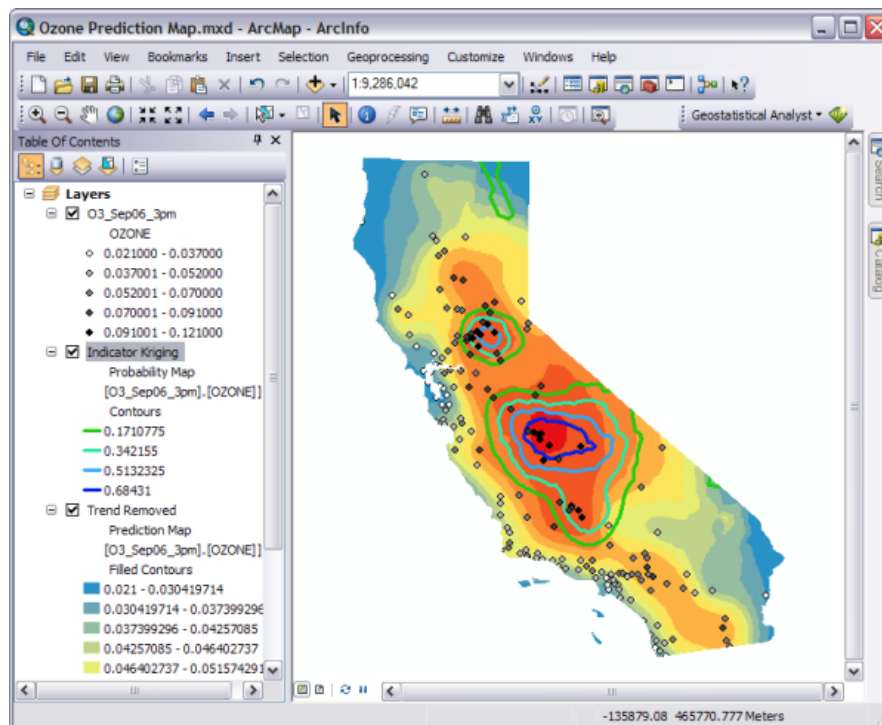 Ozone Prediction Map.mxd - ArcMap - ArcInfo
File Edit View Bookmarks Insert Selection Geoprocessing Customize Windows Help
1:9,286,042
Geostatistical Analyst
Table Of Contents
Layers
O3_Sep06_3pm
OZONE
0.021000 - 0.037000
0.037001 - 0.052000
0.052001 - 0.070000
0.070001 - 0.091000
0.091001 - 0.121000
Indicator Kriging
Probability Map
[O3_Sep06_3pm].[OZONE]]
Contours
0.1710775
0.342155
0.5132325
0.68431
Trend Removed
Prediction Map
[O3_Sep06_3pm].[OZONE]]
Filled Contours
0.021 - 0.030419714
0.030419714 - 0.037399296
0.037399296 - 0.04257085
0.04257085 - 0.046402737
0.046402737 - 0.051574291
Search
Catalog
-135879.08 465770.777 Meters